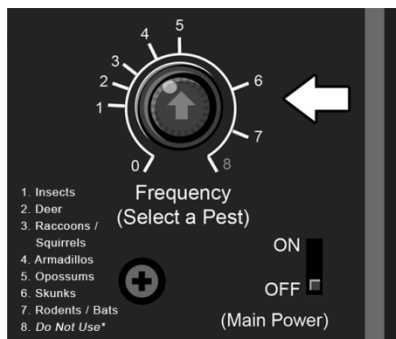 5
4
3
2
1
6
7
0
8
Frequency
(Select a Pest)
1. Insects
2. Deer
3. Raccoons /
Squirrels
4. Armadillos
5. Opossums
6. Skunks
7. Rodents / Bats
8. Do Not Use*
ON
OFF
(Main Power)